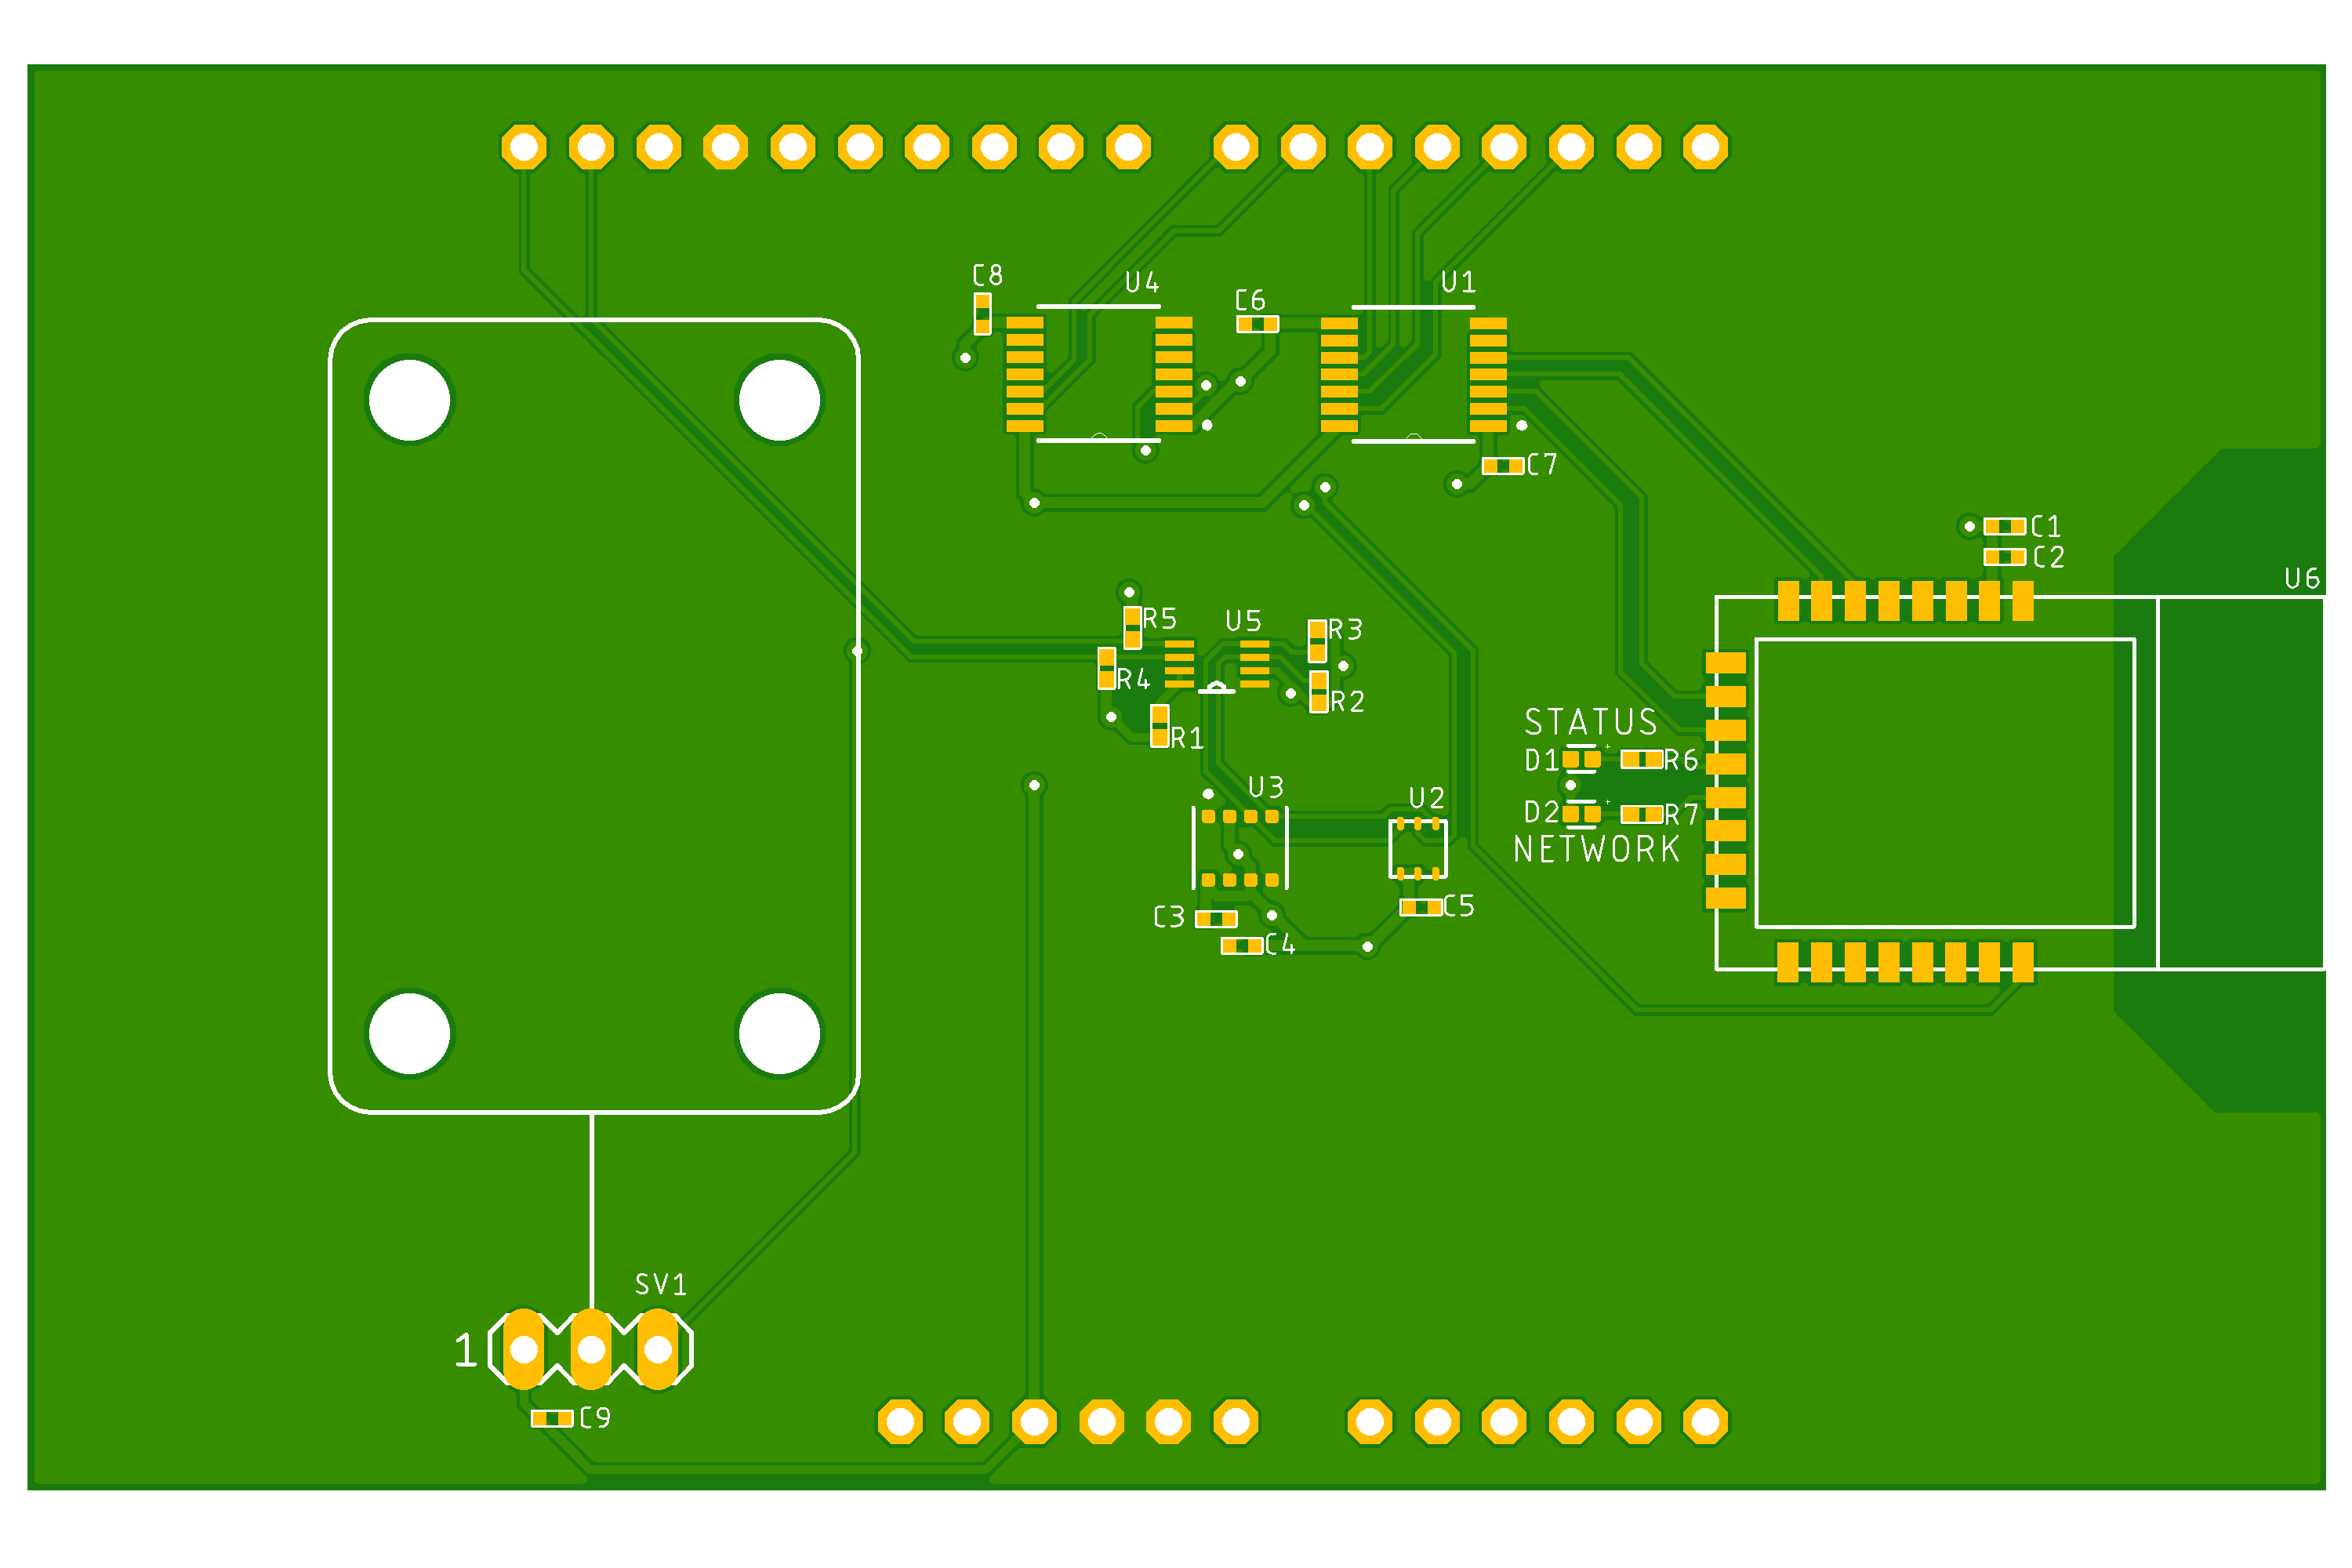 C8
U4
C6
U1
C7
C1
C2
U6
R5
U5
R3
R4
R2
R1
STATUS
D1 + R6
U3
U2
D2 + R7
NETWORK
C3
C5
C4
SV1
1
C9